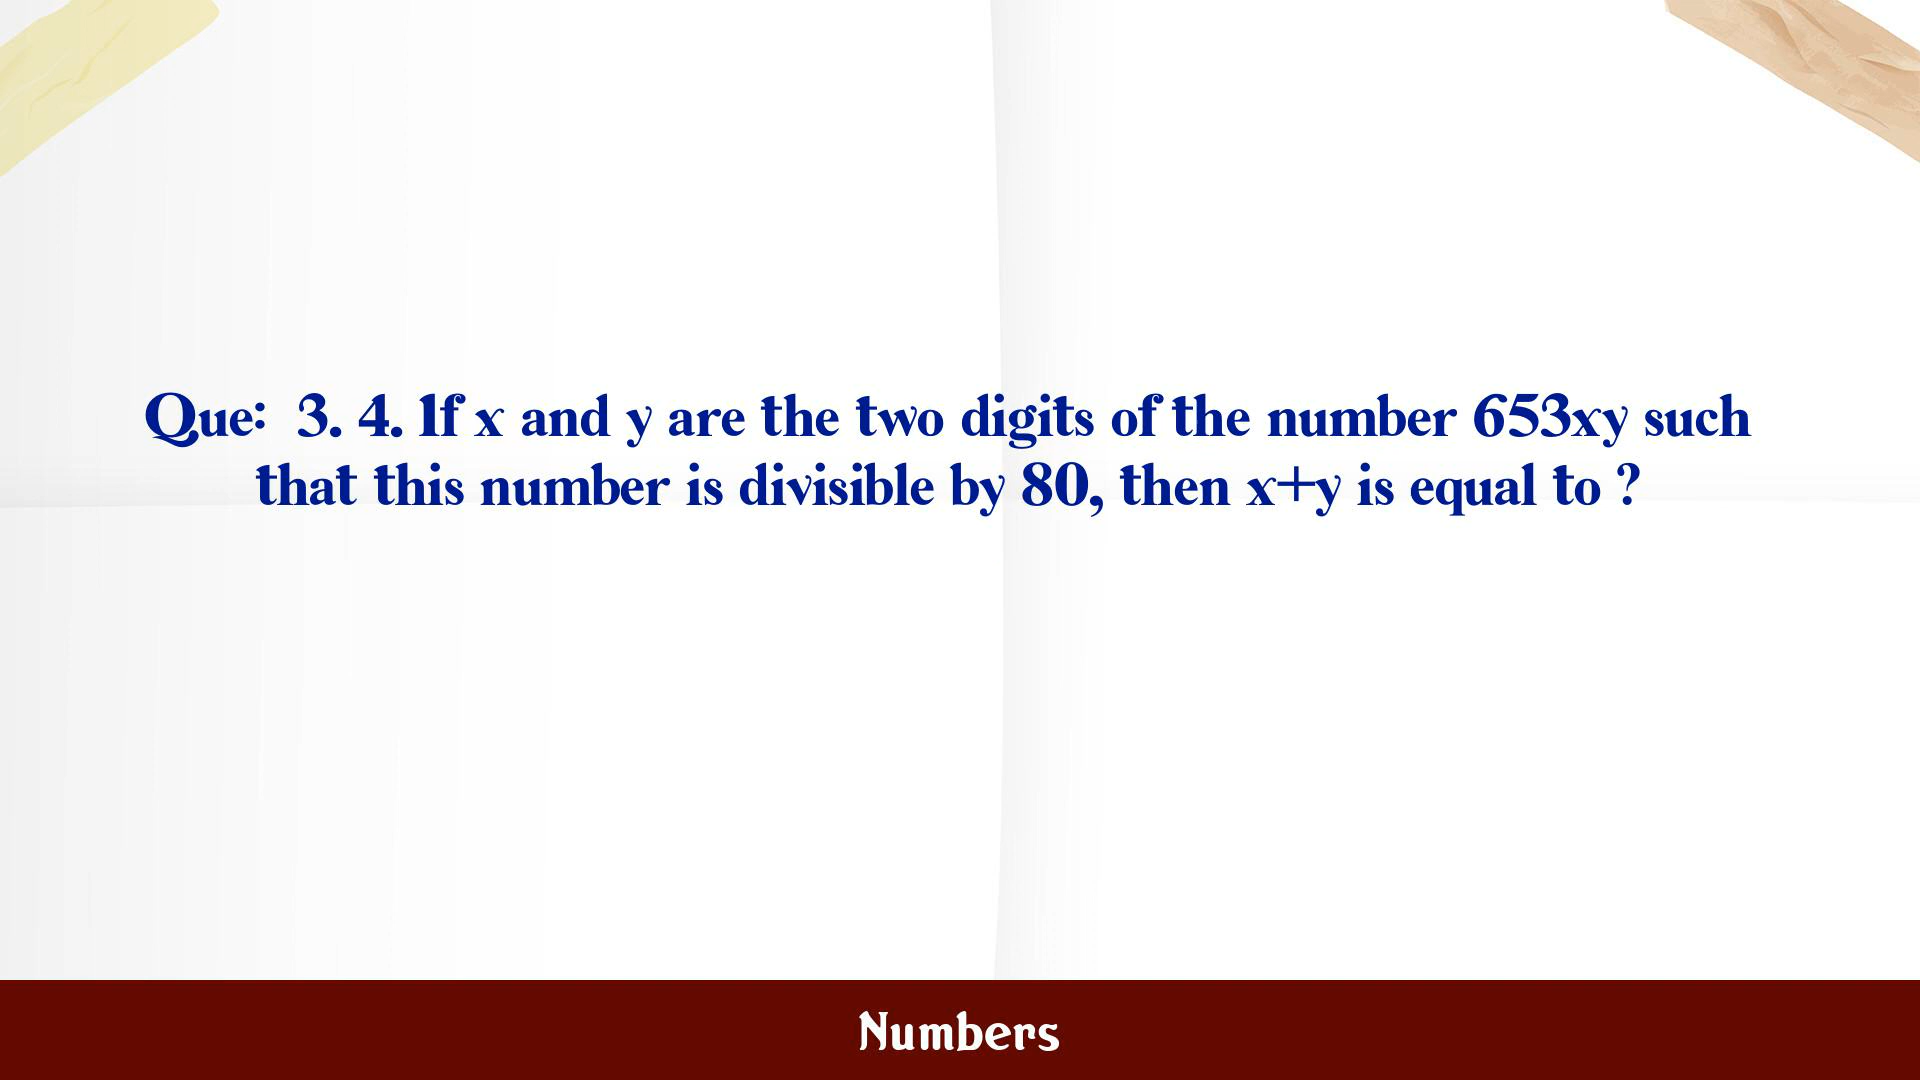 Que: 3. 4. If x and y are the two digits of the number 653xy such
that this number is divisible by 80, then x+y is equal to ?
Numbers